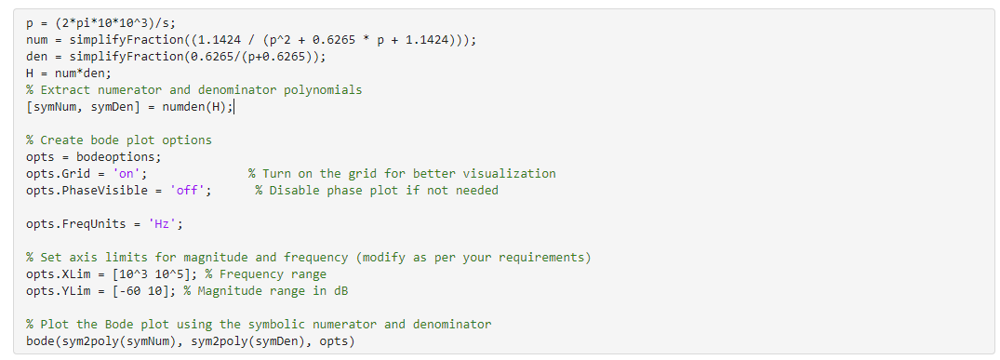 p = (2*pi*10*10^3)/s;
num = simplifyFraction((1.1424 / (p^2 + 0.6265 * p + 1.1424)));
den = simplifyFraction(0.6265/(p+0.6265));
H = num*den;
% Extract numerator and denominator polynomials
[symNum, symDen] = numden(H);
% Create bode plot options
opts = bodeoptions;
opts.Grid = 'on';              % Turn on the grid for better visualization
opts.PhaseVisible = 'off';      % Disable phase plot if not needed
opts.FreqUnits = 'Hz';
% Set axis limits for magnitude and frequency (modify as per your requirements)
opts.XLim = [10^3 10^5]; % Frequency range
opts.YLim = [-60 10]; % Magnitude range in dB
% Plot the Bode plot using the symbolic numerator and denominator
bode(sym2poly(symNum), sym2poly(symDen), opts)